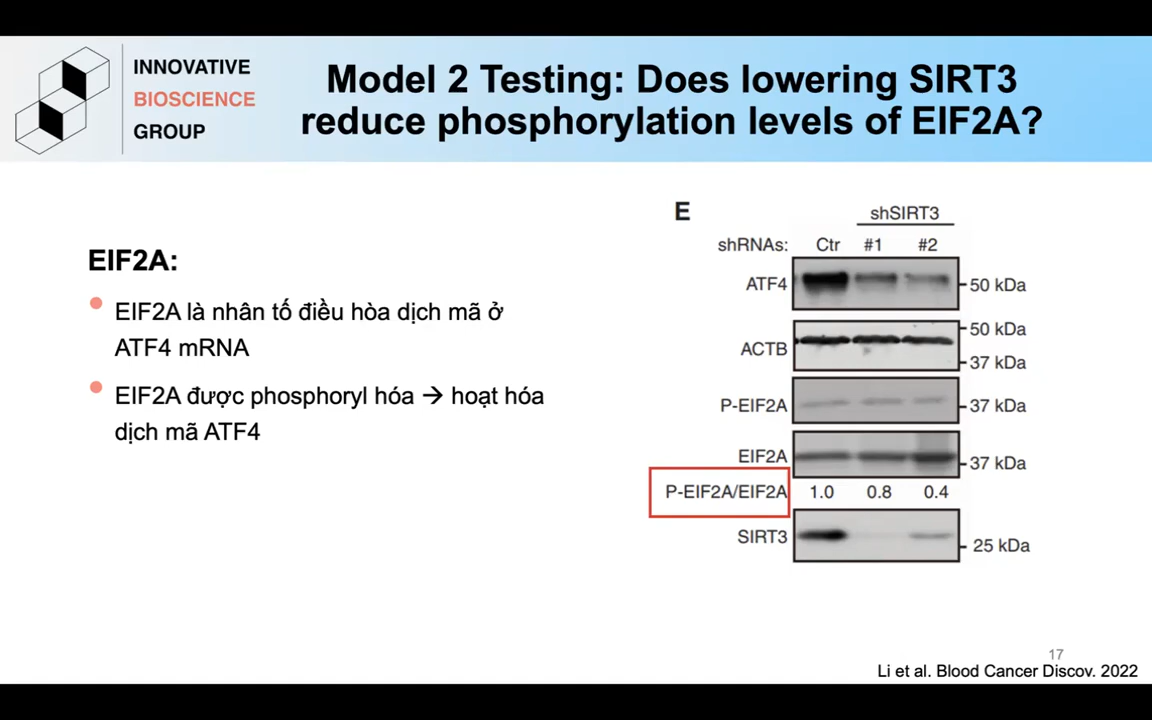 INNOVATIVE
BIOSCIENCE
GROUP
Model 2 Testing: Does lowering SIRT3
reduce phosphorylation levels of EIF2A?
EIF2A:
EIF2A là nhân tố điều hòa dịch mã ở
ATF4 mRNA
EIF2A được phosphoryl hóa → hoạt hóa
dịch mã ATF4
E
shSIRT3
shRNAs: Ctr #1 #2
ATF4 50 kDa
50 kDa
ACTB
37 kDa
P-EIF2A 37 kDa
EIF2A 37 kDa
P-EIF2A/EIF2A 1.0 0.8 0.4
SIRT3 25 kDa
17
Li et al. Blood Cancer Discov. 2022